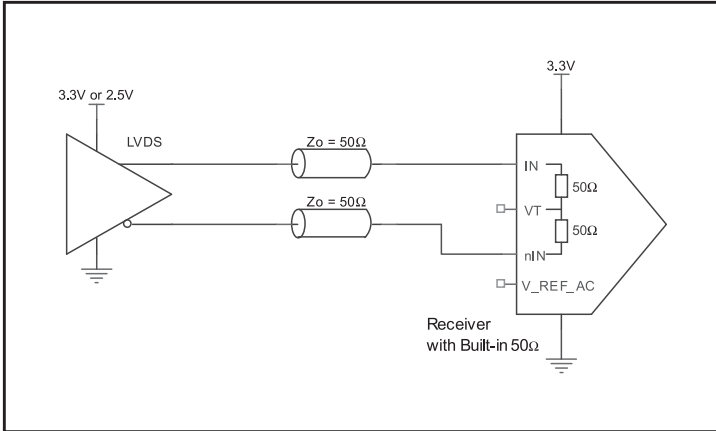 3.3V
3.3V or 2.5V
LVDS
Zo = 50Ω
IN
50Ω
Zo = 50Ω
VT
50Ω
nIN
V_REF_AC
Receiver
with Built-in 50Ω